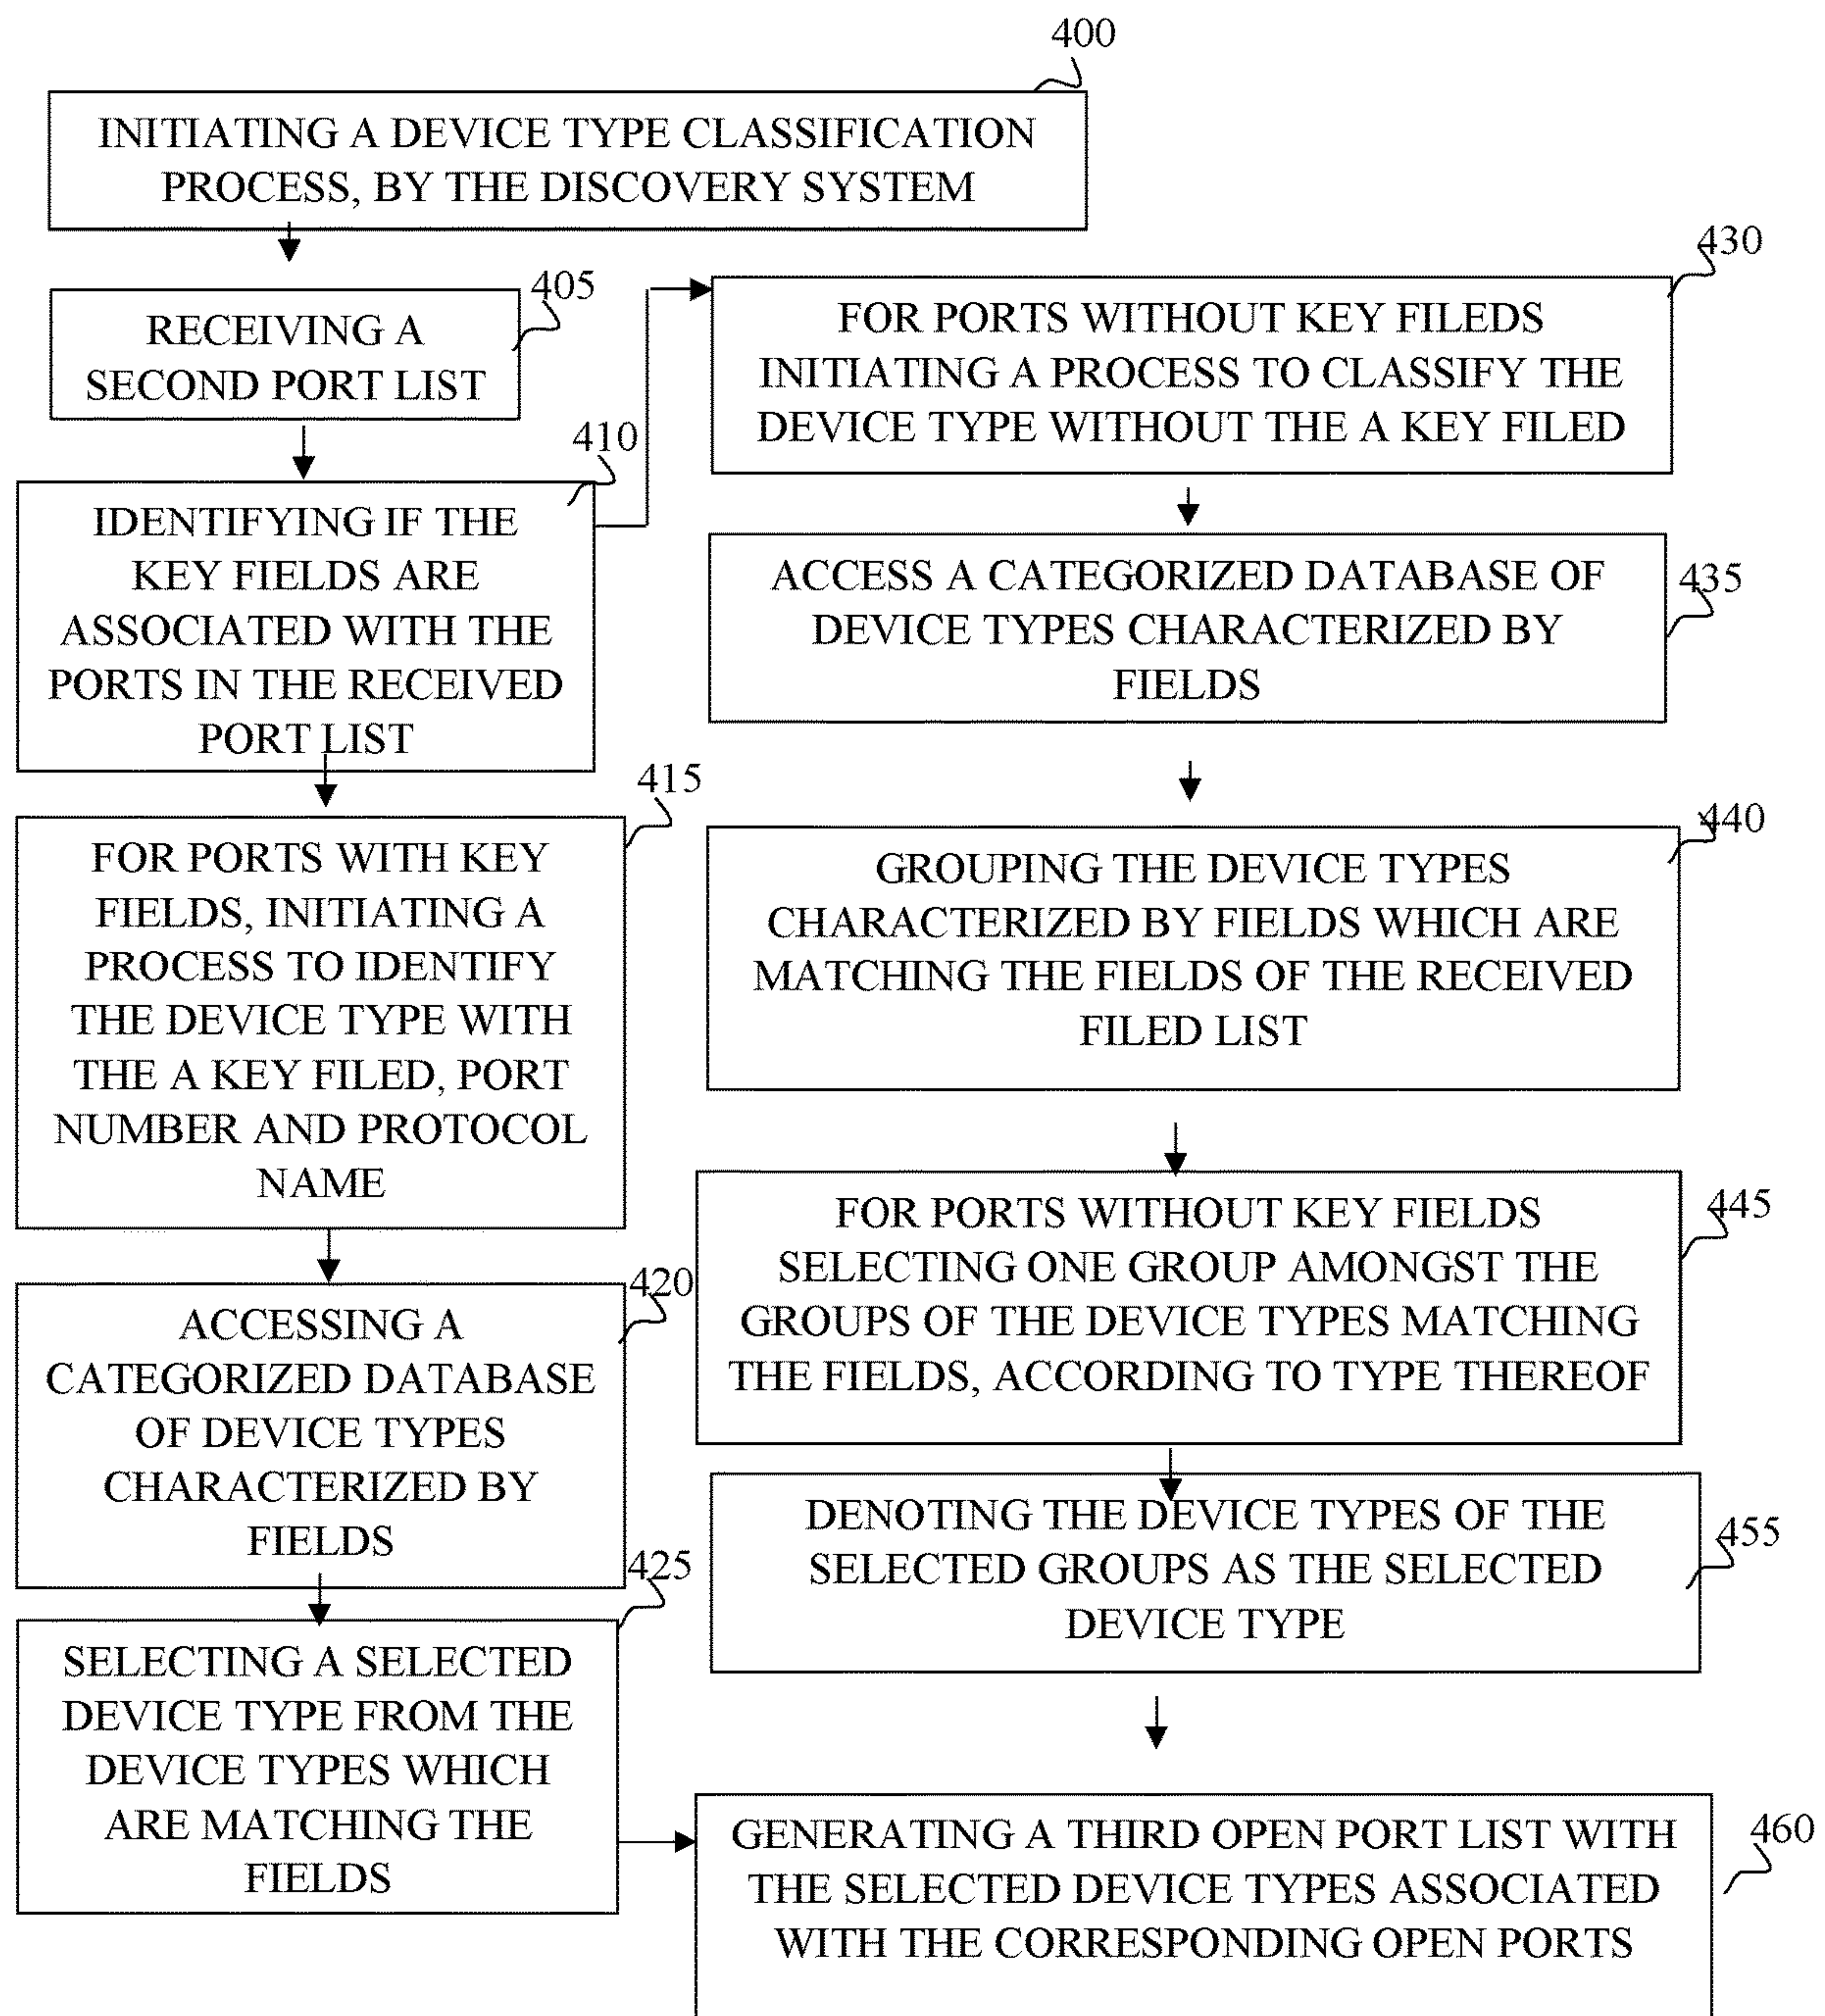 400
INITIATING A DEVICE TYPE CLASSIFICATION
PROCESS, BY THE DISCOVERY SYSTEM
405
RECEIVING A
SECOND PORT LIST
410
IDENTIFYING IF THE
KEY FIELDS ARE
ASSOCIATED WITH THE
PORTS IN THE RECEIVED
PORT LIST
415
FOR PORTS WITH KEY
FIELDS, INITIATING A
PROCESS TO IDENTIFY
THE DEVICE TYPE WITH
THE A KEY FILED, PORT
NUMBER AND PROTOCOL
NAME
420
ACCESSING A
CATEGORIZED DATABASE
OF DEVICE TYPES
CHARACTERIZED BY
FIELDS
425
SELECTING A SELECTED
DEVICE TYPE FROM THE
DEVICE TYPES WHICH
ARE MATCHING THE
FIELDS
430
FOR PORTS WITHOUT KEY FILEDS
INITIATING A PROCESS TO CLASSIFY THE
DEVICE TYPE WITHOUT THE A KEY FILED
435
ACCESS A CATEGORIZED DATABASE OF
DEVICE TYPES CHARACTERIZED BY
FIELDS
440
GROUPING THE DEVICE TYPES
CHARACTERIZED BY FIELDS WHICH ARE
MATCHING THE FIELDS OF THE RECEIVED
FILED LIST
445
FOR PORTS WITHOUT KEY FIELDS
SELECTING ONE GROUP AMONGST THE
GROUPS OF THE DEVICE TYPES MATCHING
THE FIELDS, ACCORDING TO TYPE THEREOF
455
DENOTING THE DEVICE TYPES OF THE
SELECTED GROUPS AS THE SELECTED
DEVICE TYPE
460
GENERATING A THIRD OPEN PORT LIST WITH
THE SELECTED DEVICE TYPES ASSOCIATED
WITH THE CORRESPONDING OPEN PORTS